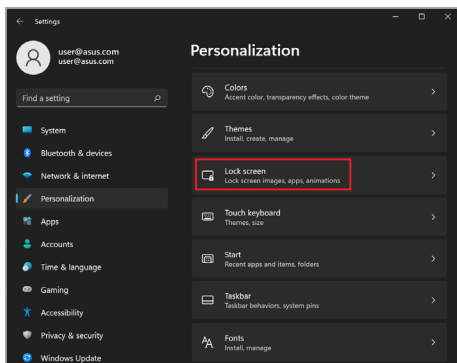 Settings
user@asus.com
user@asus.com
Find a setting
System
Bluetooth & devices
Network & internet
Personalization
Apps
Accounts
Time & language
Gaming
Accessibility
Privacy & security
Windows Update
Personalization
Colors
Accent color, transparency effects, color theme
Themes
Install, create, manage
Lock screen
Lock screen images, apps, animations
Touch keyboard
Themes, size
Start
Recent apps and items, folders
Taskbar
Taskbar behaviors, system pins
Fonts
Install, manage